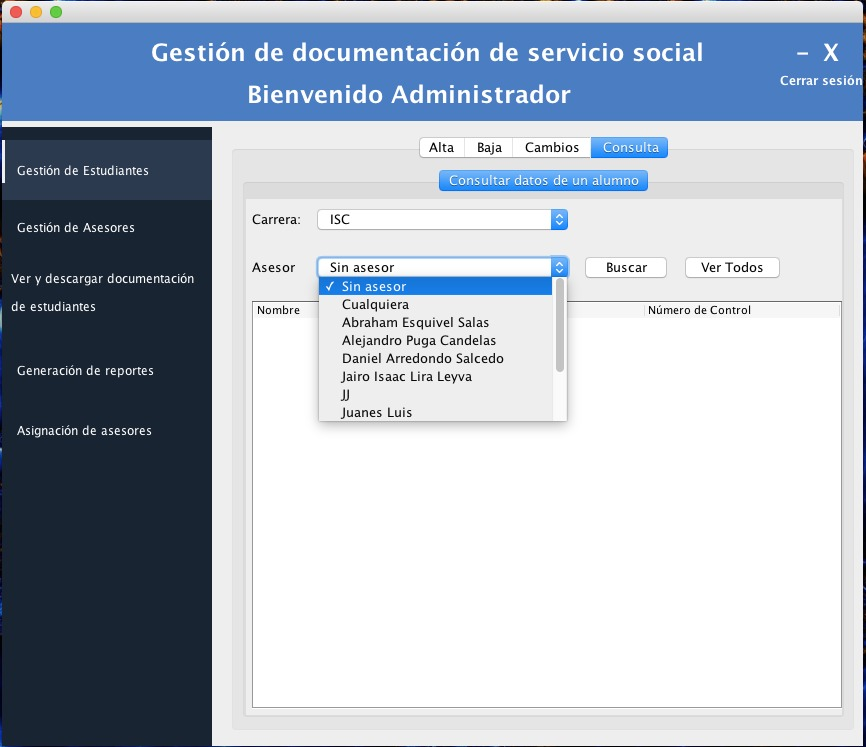 Gestión de documentación de servicio social
– X
Bienvenido Administrador
Cerrar sesión
Gestión de Estudiantes
Gestión de Asesores
Ver y descargar documentación
de estudiantes
Generación de reportes
Asignación de asesores
Alta Baja Cambios Consulta
Consultar datos de un alumno
Carrera: ISC
Asesor Sin asesor Buscar Ver Todos
✓ Sin asesor
Cualquiera
Abraham Esquivel Salas
Alejandro Puga Candelas
Daniel Arredondo Salcedo
Jairo Isaac Lira Leyva
JJ
Juanes Luis
Nombre Número de Control